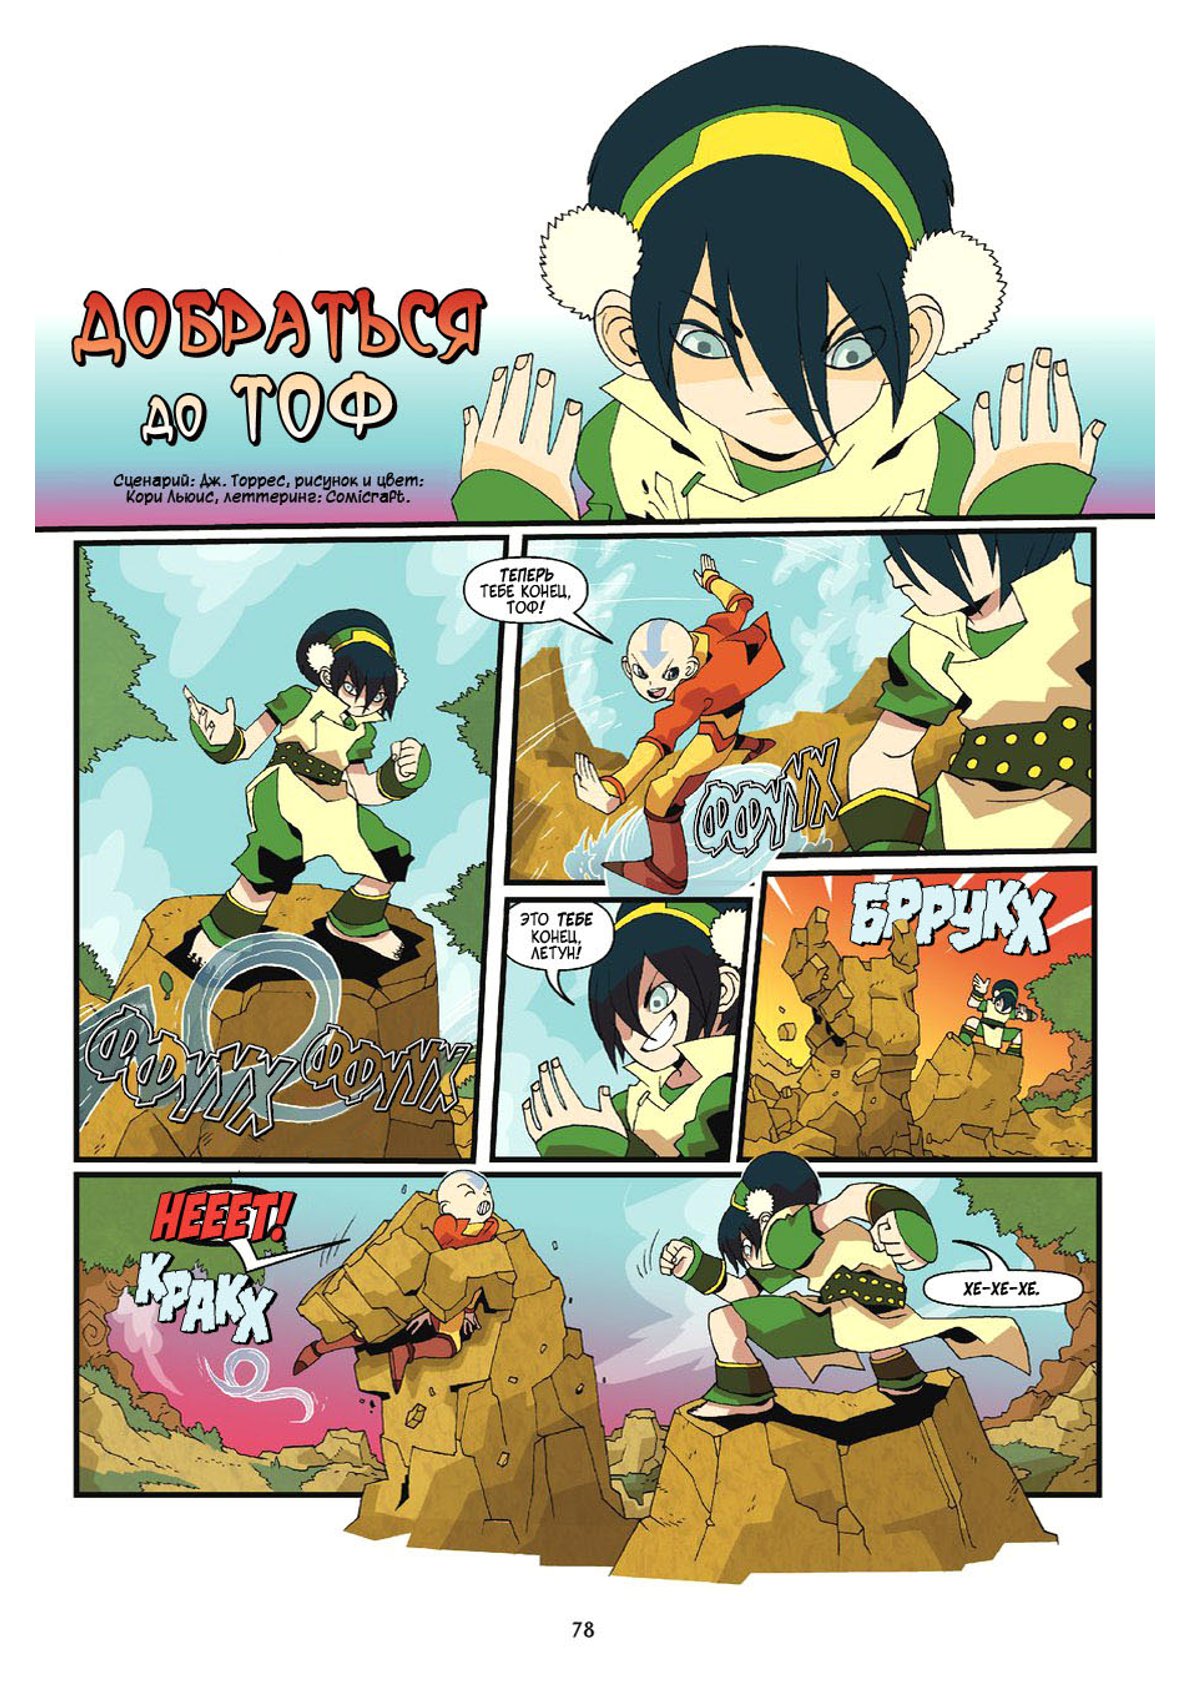 ДОБРАТЬСЯ
ДО ТОФ
Сценарий: Дж. Торрес, рисунок и цвет:
Кори Льюис, леттеринг: Comicraft.
ТЕПЕРЬ
ТЕБЕ КОНЕЦ,
ТОФ!
ФФУУХ
ФФУУХ
ФФУУХ
ЭТО ТЕБЕ
КОНЕЦ,
ЛЕТУН!
БРРУКХ
НЕЕЕТ!
КРАКХ
ХЕ-ХЕ-ХЕ.
78